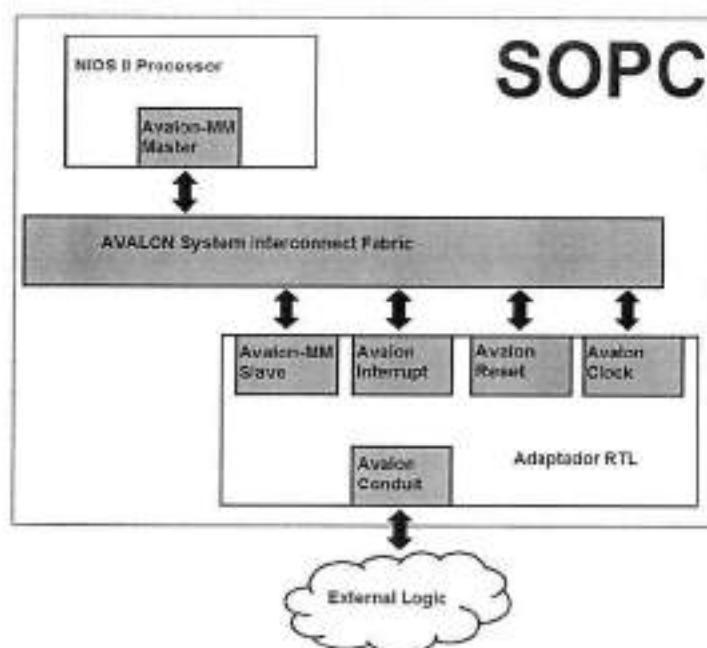 SOPC
NIOS II Processor
Avalon-MM
Master
AVALON System Interconnect Fabric
Avalon-MM
Slave
Avalon
Interrupt
Avalon
Reset
Avalon
Clock
Adaptador RTL
Avalon
Conduit
External Logic